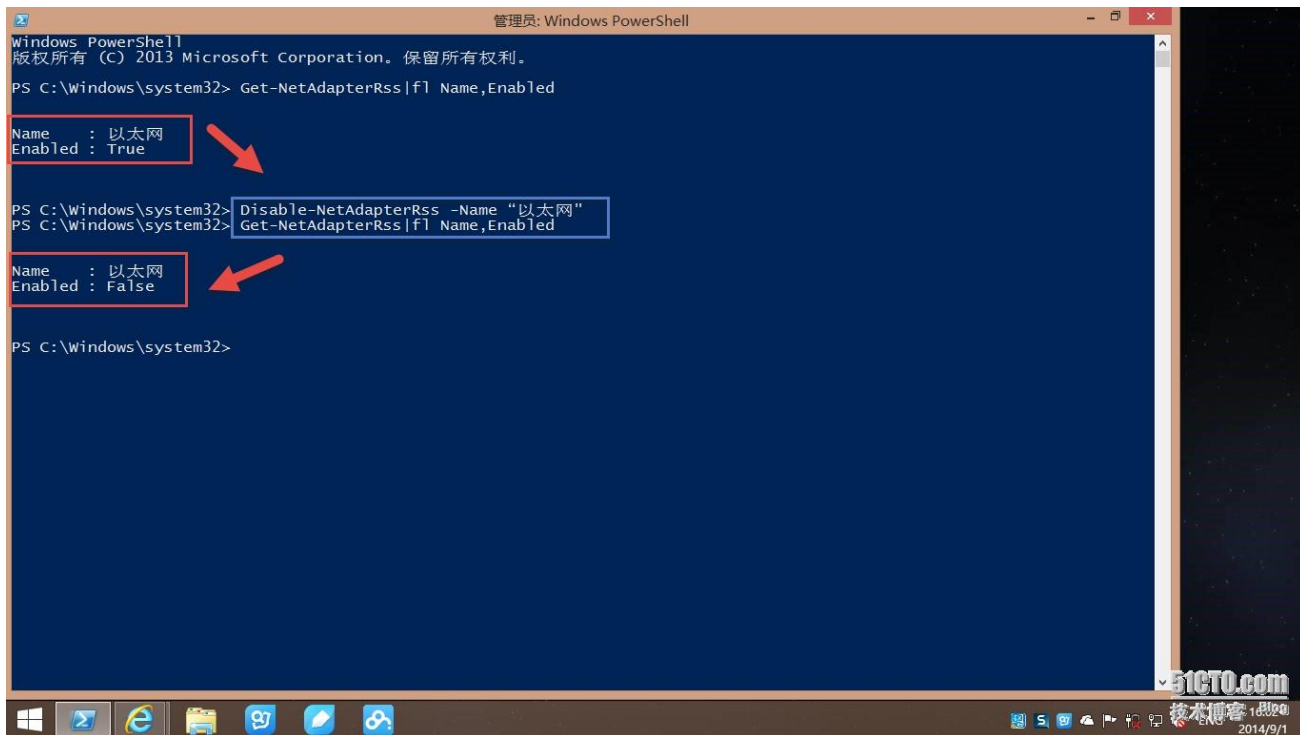 管理员: Windows PowerShell
Windows PowerShell
版权所有 (C) 2013 Microsoft Corporation。保留所有权利。
PS C:\Windows\system32> Get-NetAdapterRss|fl Name,Enabled
Name    : 以太网
Enabled : True
PS C:\Windows\system32> Disable-NetAdapterRss -Name “以太网"
PS C:\Windows\system32> Get-NetAdapterRss|fl Name,Enabled
Name    : 以太网
Enabled : False
PS C:\Windows\system32>
51CTO.com
技术博客 Blog
ENG
2014/9/1